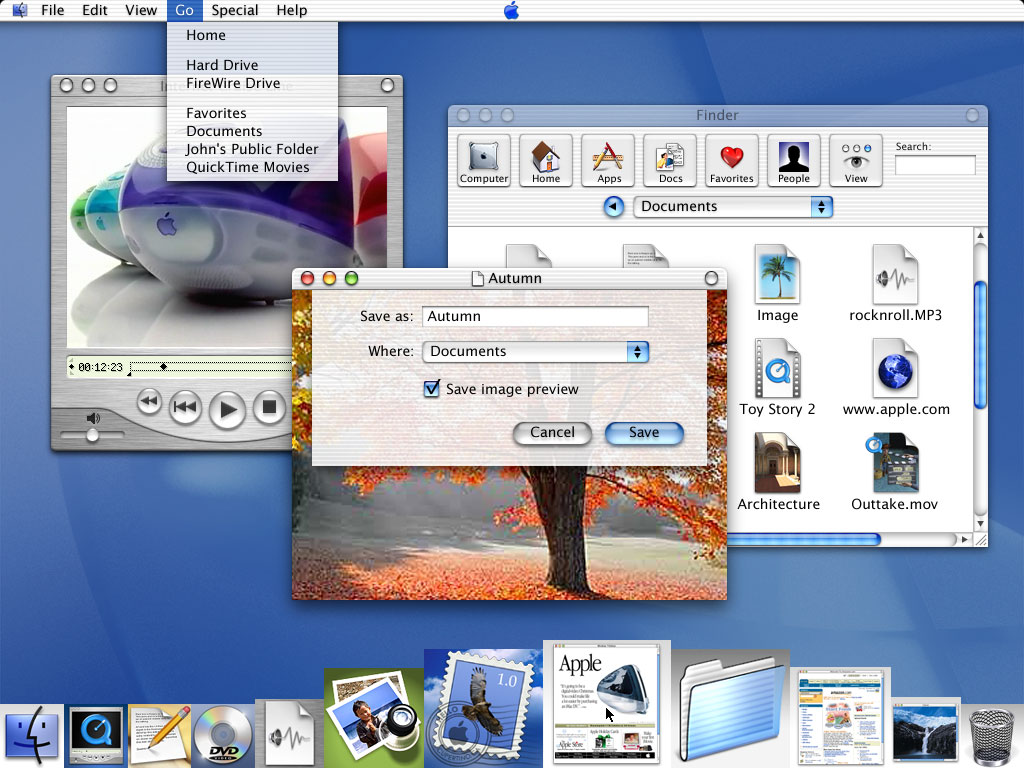 File Edit View Go Special Help
Home
Hard Drive
FireWire Drive
Favorites
Documents
John's Public Folder
QuickTime Movies
Finder
Computer Home Apps Docs Favorites People View
Search:
Documents
Autumn
Save as: Autumn
Where: Documents
Save image preview
Cancel Save
00:12:23
Image rocknroll.MP3
Toy Story 2 www.apple.com
Architecture Outtake.mov
DVD
1.0
Apple